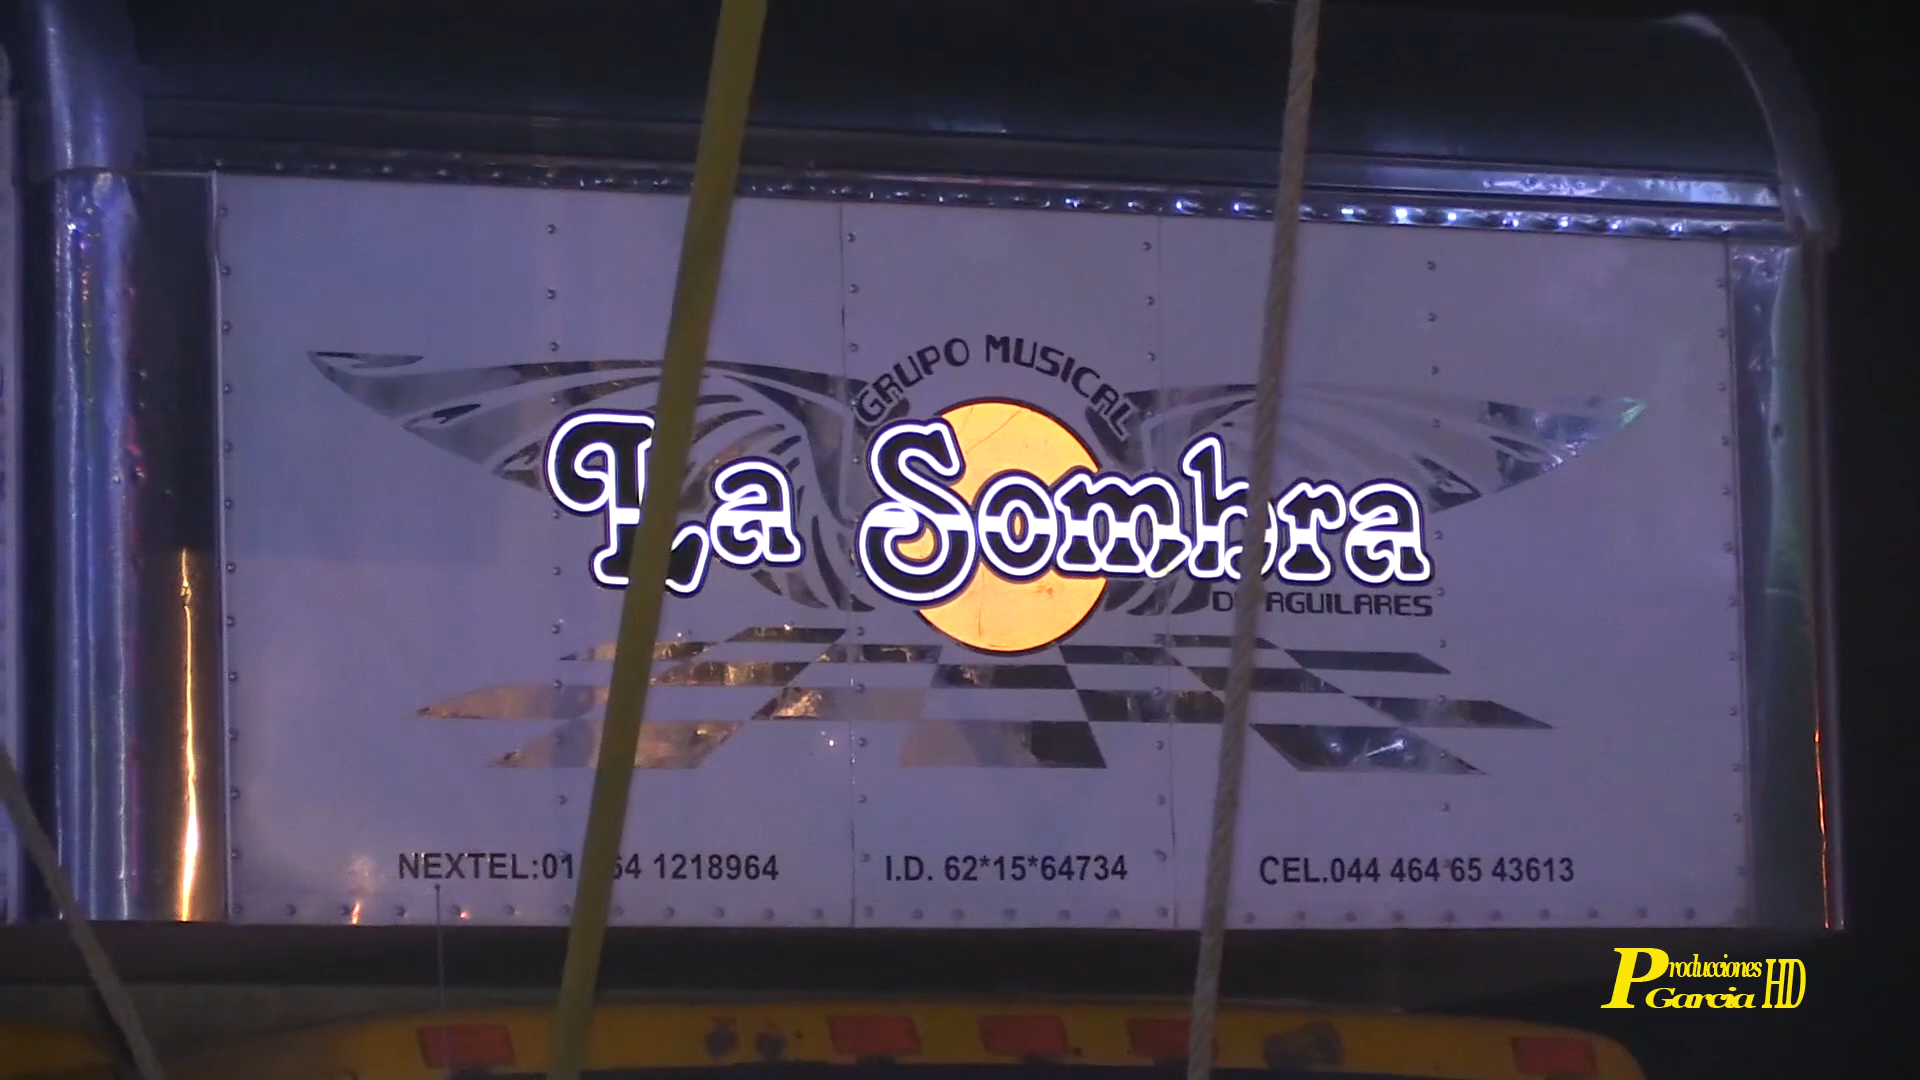 GRUPO MUSICAL
La Sombra
AGUILARES
NEXTEL:01 64 1218964
I.D. 62*15*64734
CEL.044 464 65 43613
Producciones
Garcia HD